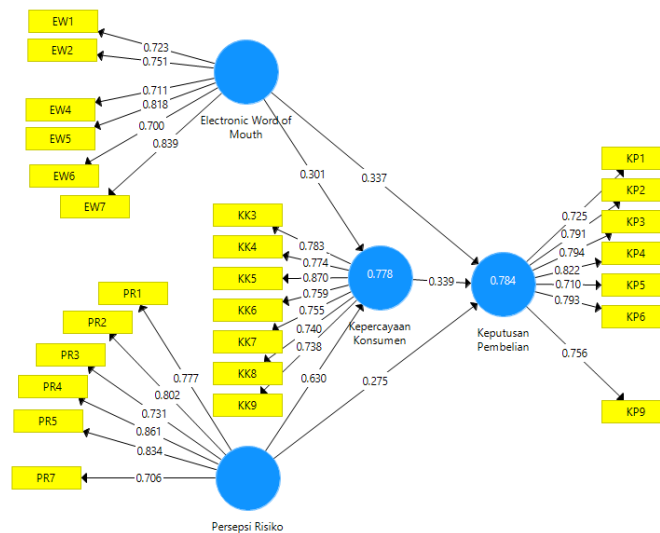 EW1
EW2
EW4
EW5
EW6
EW7
0.723
0.751
0.711
0.818
0.700
0.839
Electronic Word of
Mouth
0.301
0.337
KK3
KK4
KK5
KK6
KK7
KK8
KK9
0.783
0.774
0.870
0.759
0.755
0.740
0.738
0.778
Kepercayaan
Konsumen
0.339
0.784
Keputusan
Pembelian
KP1
KP2
KP3
KP4
KP5
KP6
KP9
0.725
0.791
0.794
0.822
0.710
0.793
0.756
PR1
PR2
PR3
PR4
PR5
PR7
0.777
0.802
0.731
0.861
0.834
0.706
0.630
0.275
Persepsi Risiko